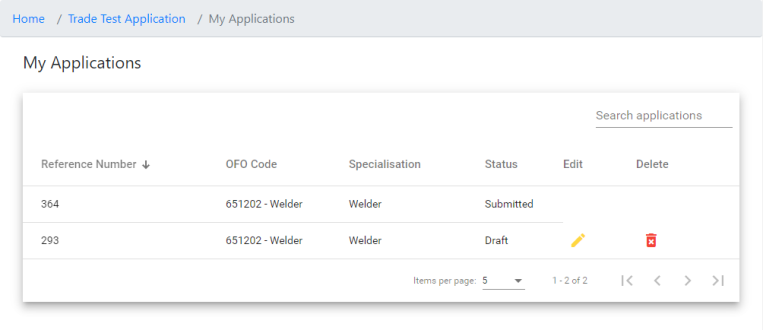 Home / Trade Test Application / My Applications
My Applications
Search applications
Reference Number OFO Code Specialisation Status Edit Delete
364 651202 - Welder Welder Submitted
293 651202 - Welder Welder Draft
Items per page: 5 1 - 2 of 2